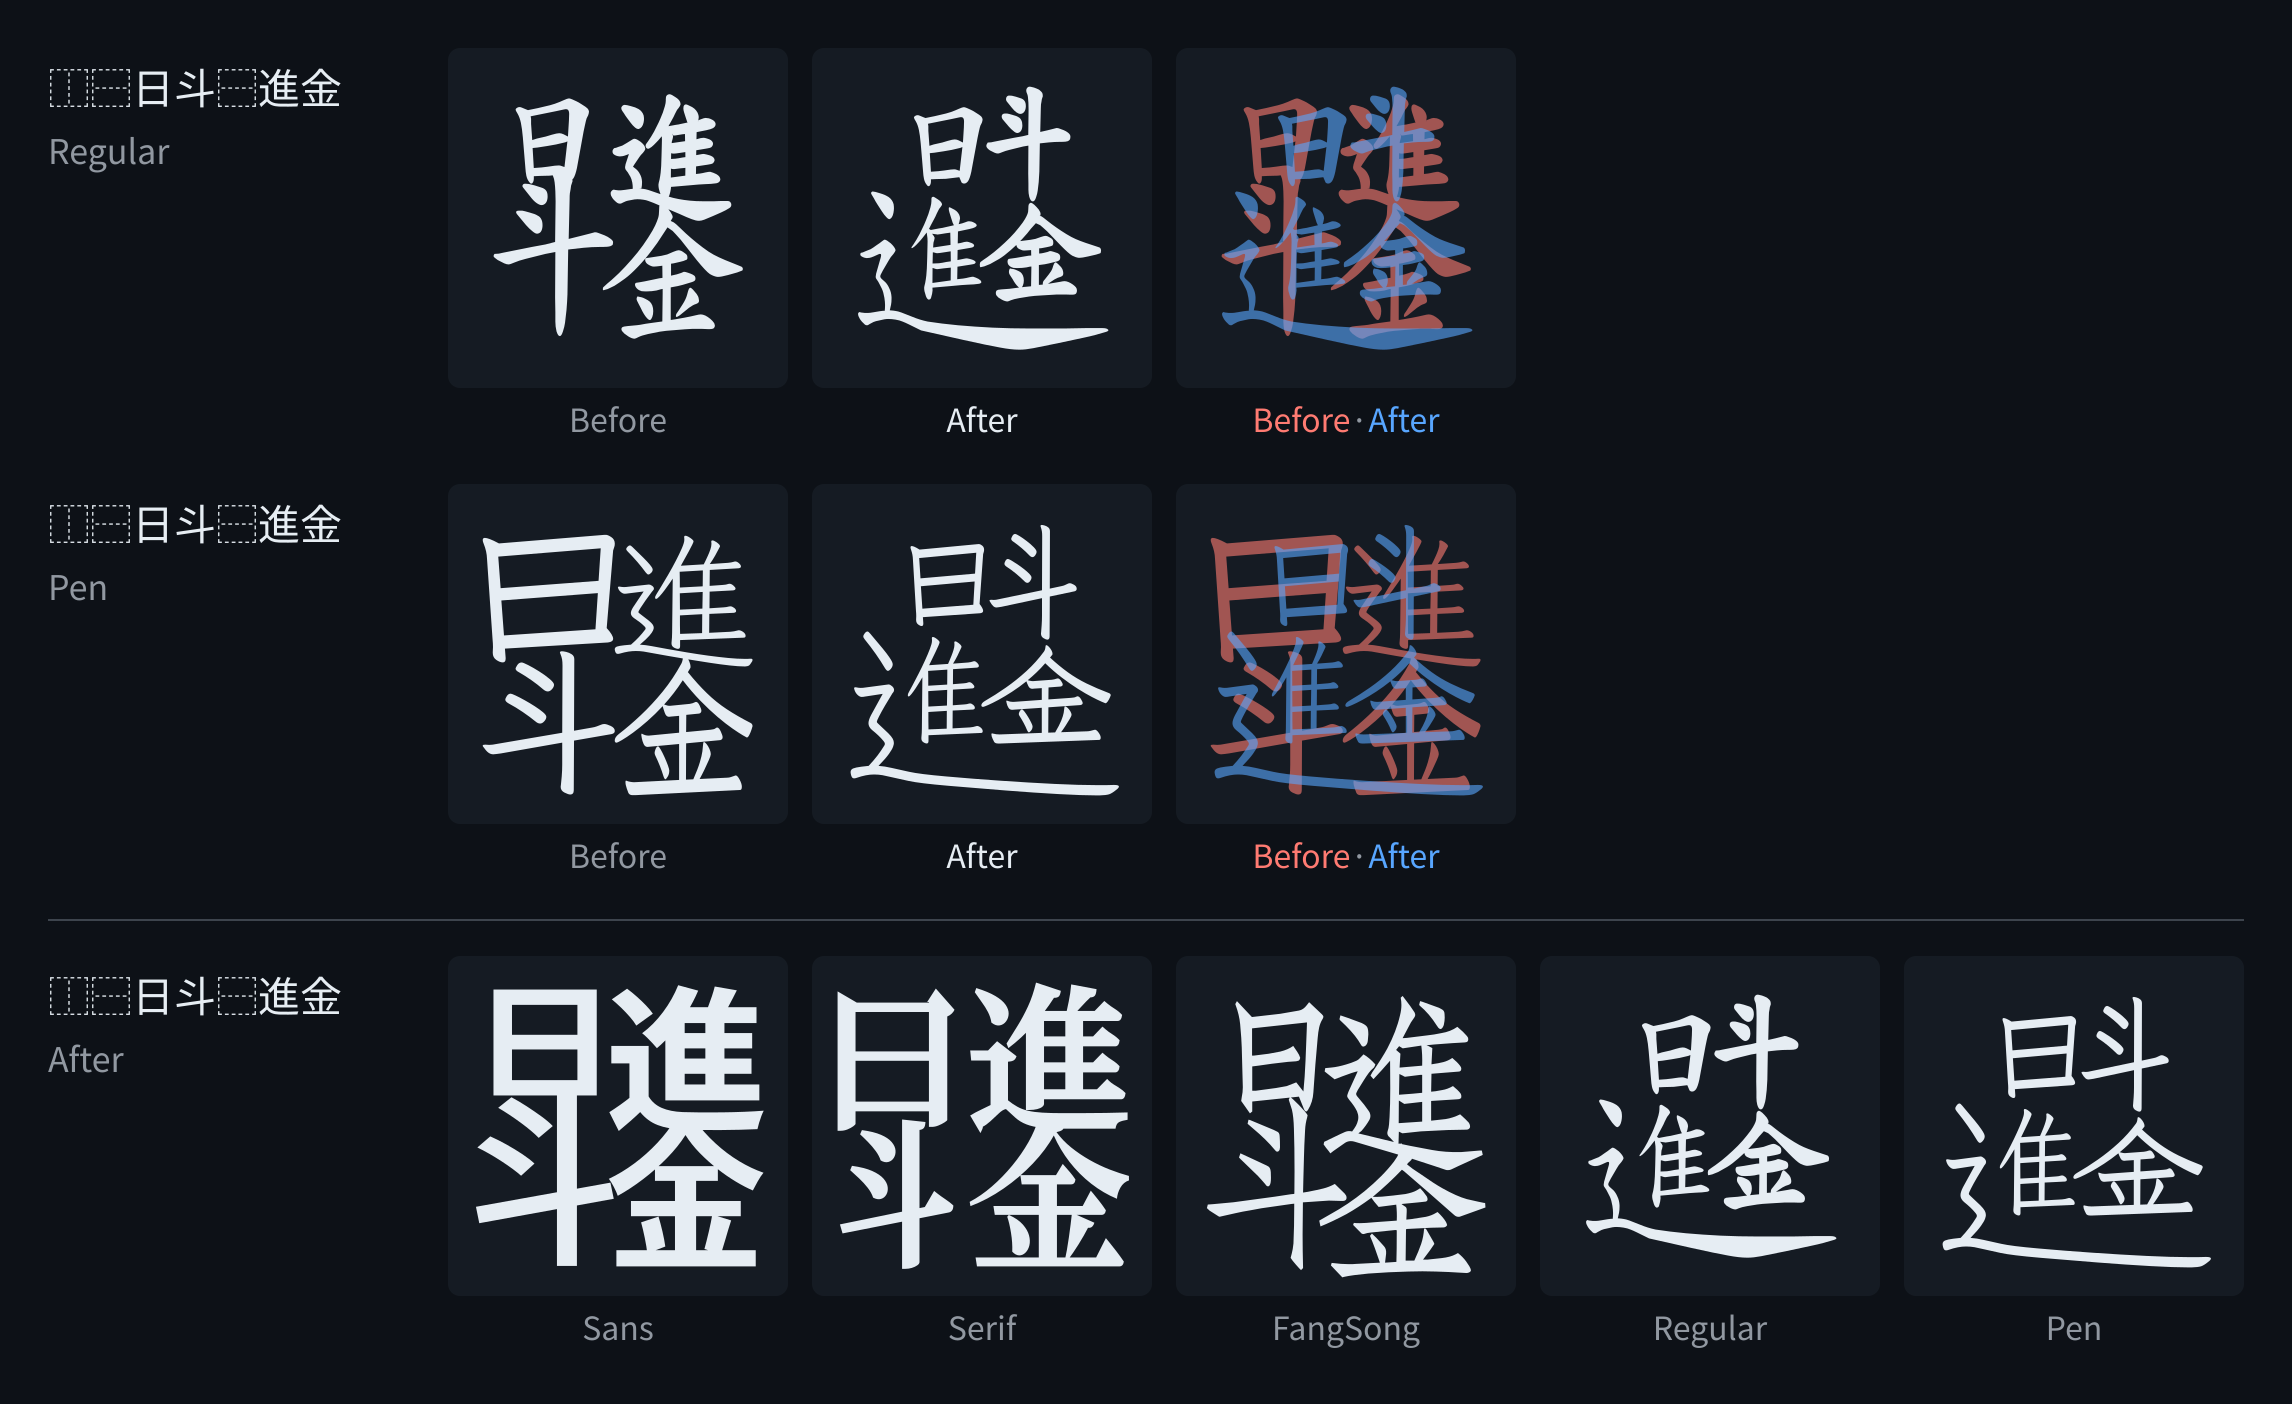 ⿰⿱日斗⿱進金
Regular
Before
After
Before · After
⿰⿱日斗⿱進金
Pen
Before
After
Before · After
⿰⿱日斗⿱進金
After
Sans
Serif
FangSong
Regular
Pen